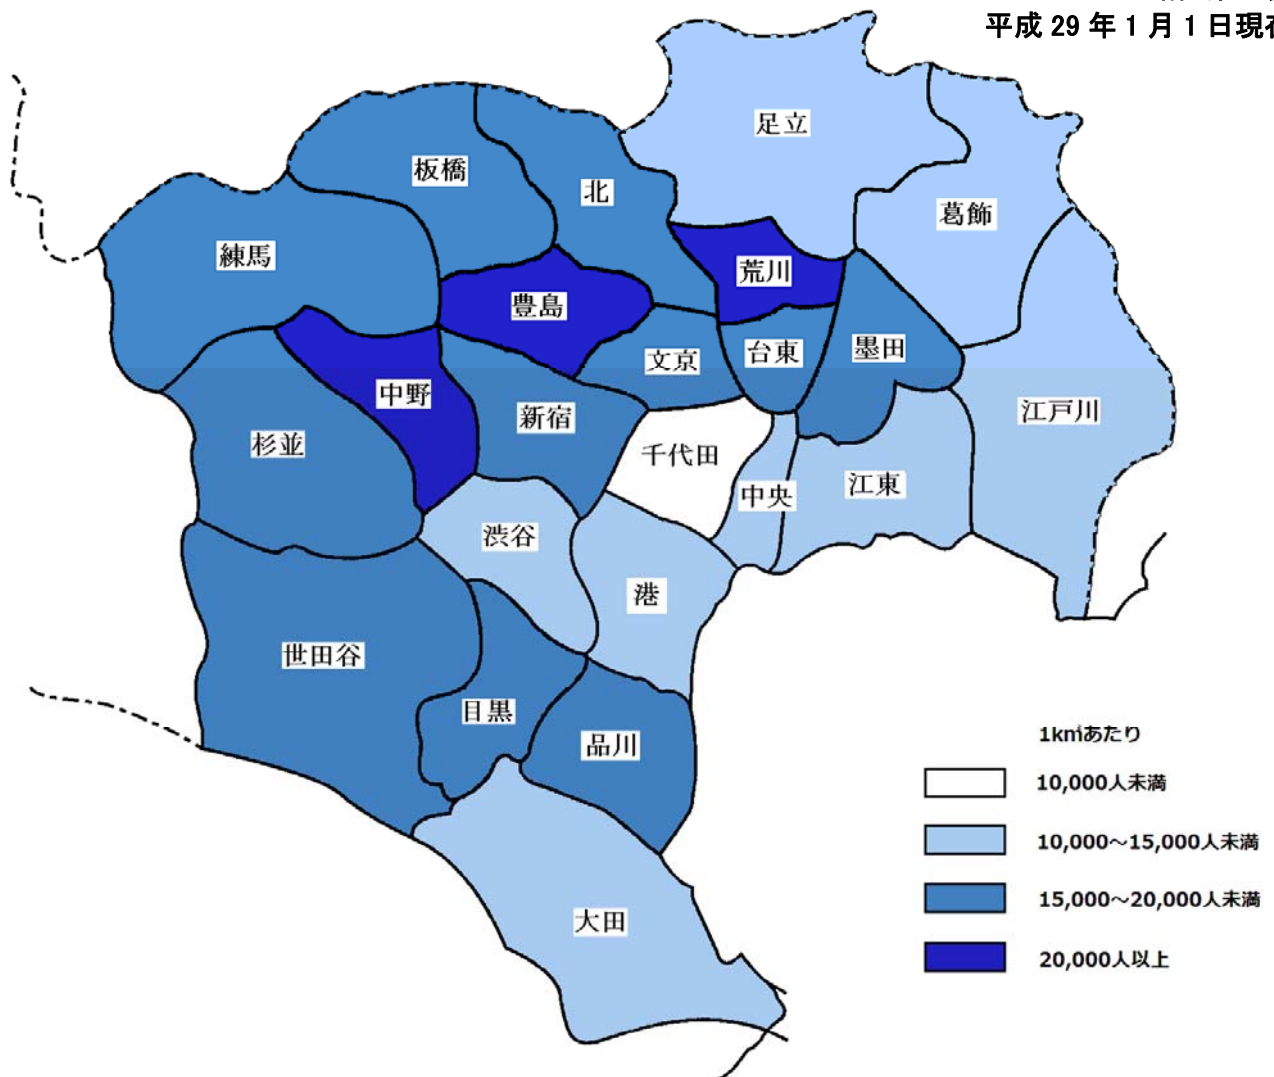 平成 29 年 1 月 1 日現在
足立
板橋
北
葛飾
練馬
荒川
豊島
文京
台東
墨田
中野
新宿
江戸川
杉並
千代田
中央
江東
渋谷
港
世田谷
目黒
品川
大田
1k㎡あたり
10,000人未満
10,000～15,000人未満
15,000～20,000人未満
20,000人以上